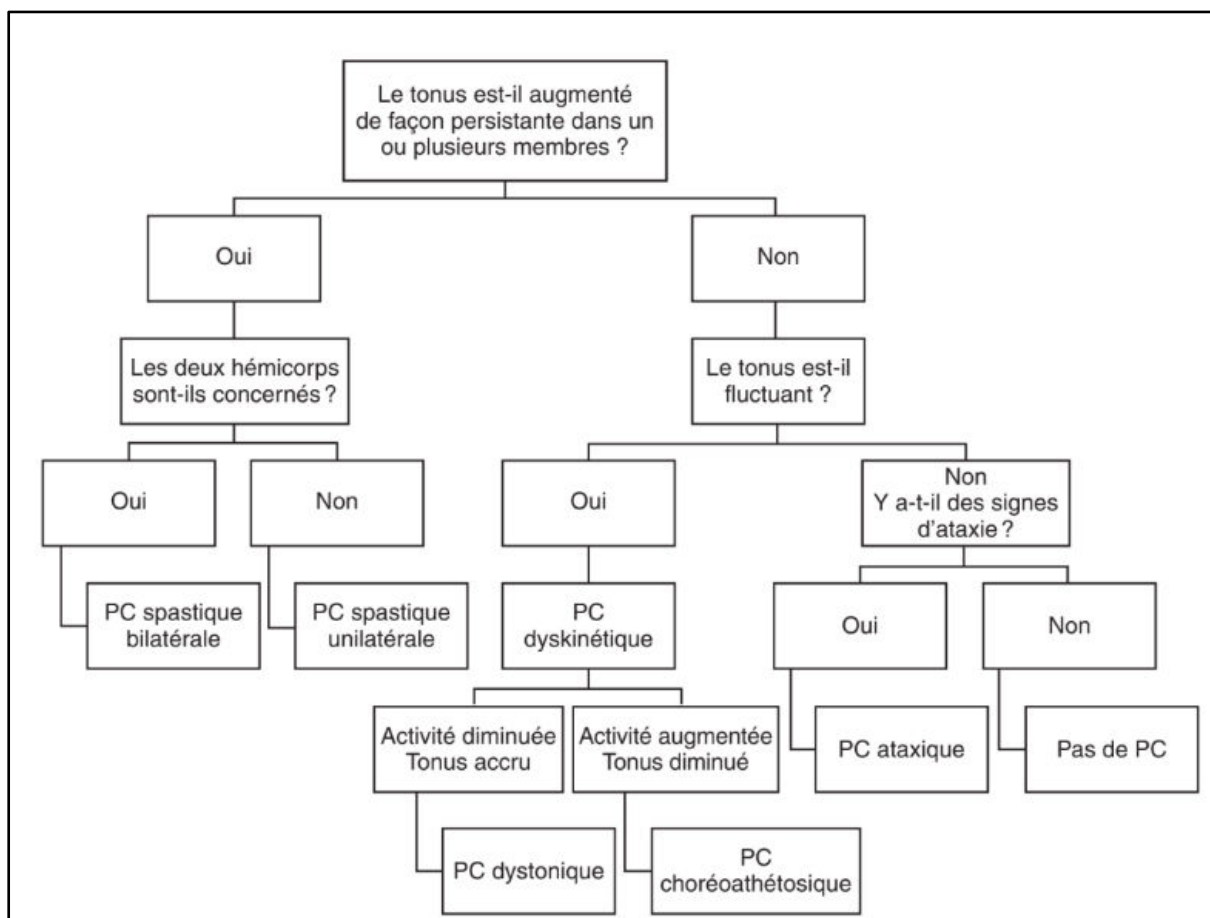 Le tonus est-il augmenté
de façon persistante dans un
ou plusieurs membres ?
Oui
Non
Les deux hémicorps
sont-ils concernés ?
Le tonus est-il
fluctuant ?
Oui
Non
Oui
Non
Y a-t-il des signes
d'ataxie ?
PC spastique
bilatérale
PC spastique
unilatérale
PC
dyskinétique
Oui
Non
Activité diminuée
Tonus accru
Activité augmentée
Tonus diminué
PC ataxique
Pas de PC
PC dystonique
PC
choréoathétosique